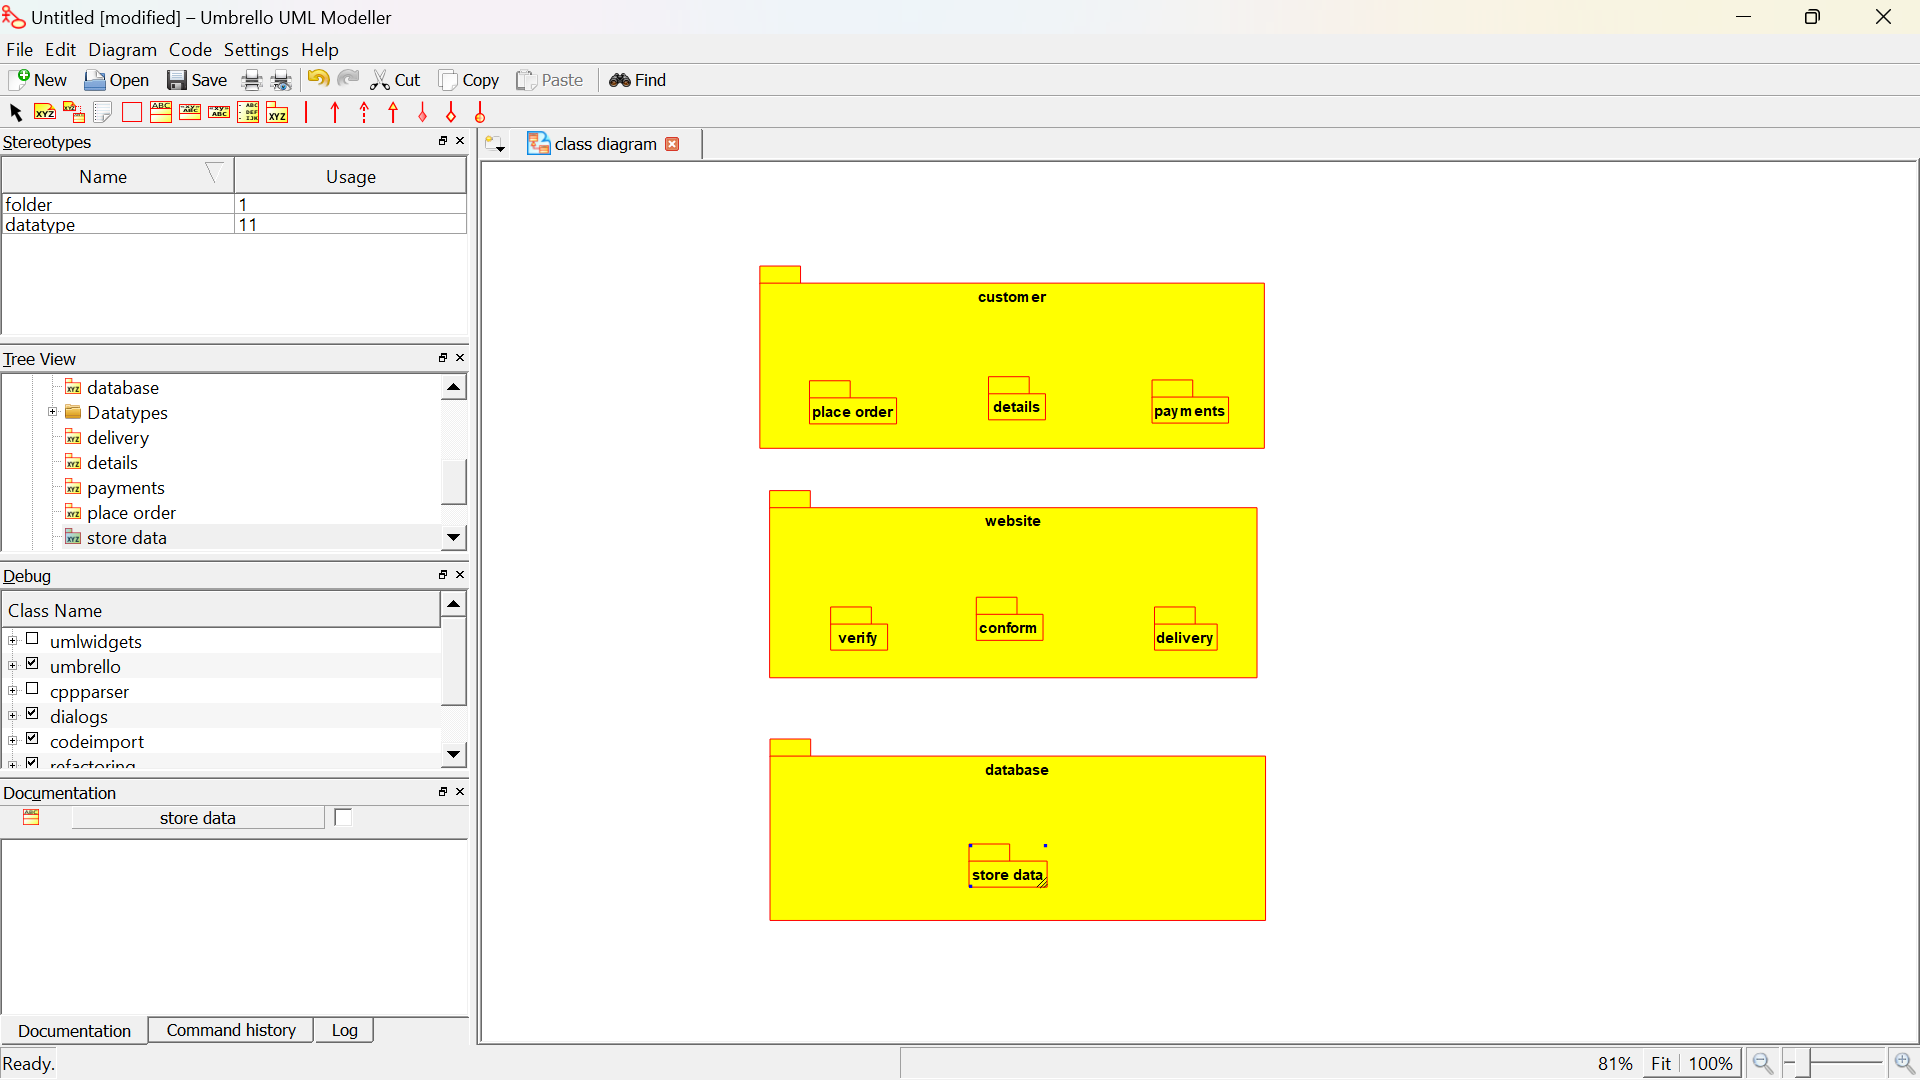 Untitled [modified] – Umbrello UML Modeller
File Edit Diagram Code Settings Help
New Open Save Cut Copy Paste Find
Stereotypes
class diagram
Name Usage
folder 1
datatype 11
Tree View
database
Datatypes
delivery
details
payments
place order
store data
Debug
Class Name
umlwidgets
umbrello
cppparser
dialogs
codeimport
refactoring
Documentation
store data
Documentation Command history Log
customer
place order details payments
website
verify conform delivery
database
store data
Ready. 81% Fit 100%